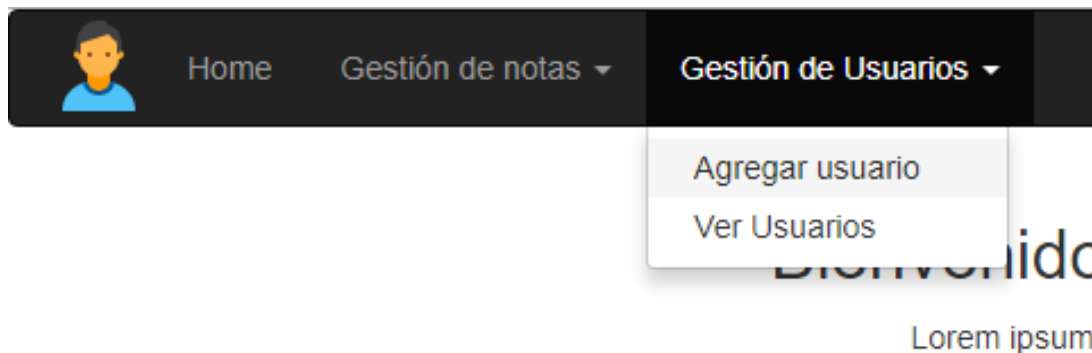 Home Gestión de notas Gestión de Usuarios
Agregar usuario
Ver Usuarios
Lorem ipsum